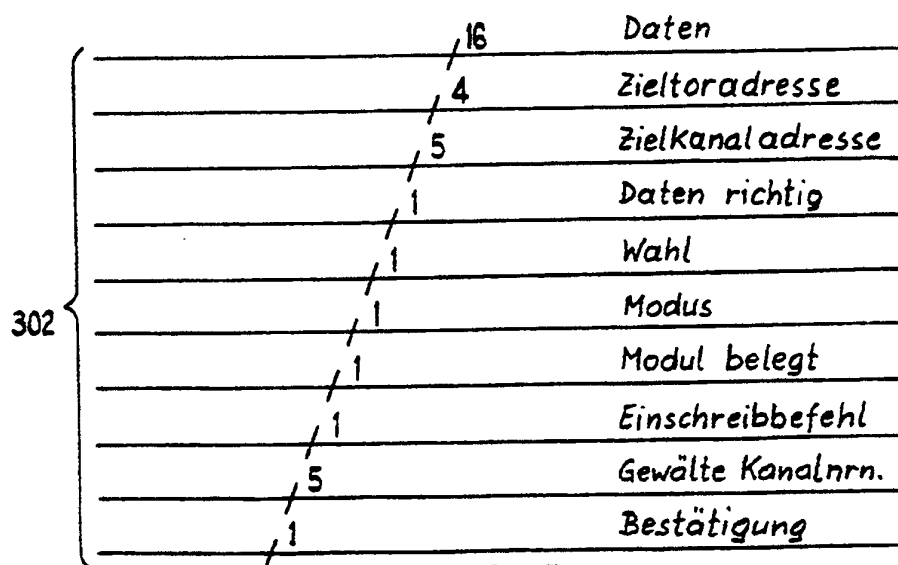 16 Daten
4 Zieltoradresse
5 Zielkanaladresse
1 Daten richtig
1 Wahl
1 Modus
302
1 Modul belegt
1 Einschreibbefehl
5 Gewälte Kanalnrn.
1 Bestätigung